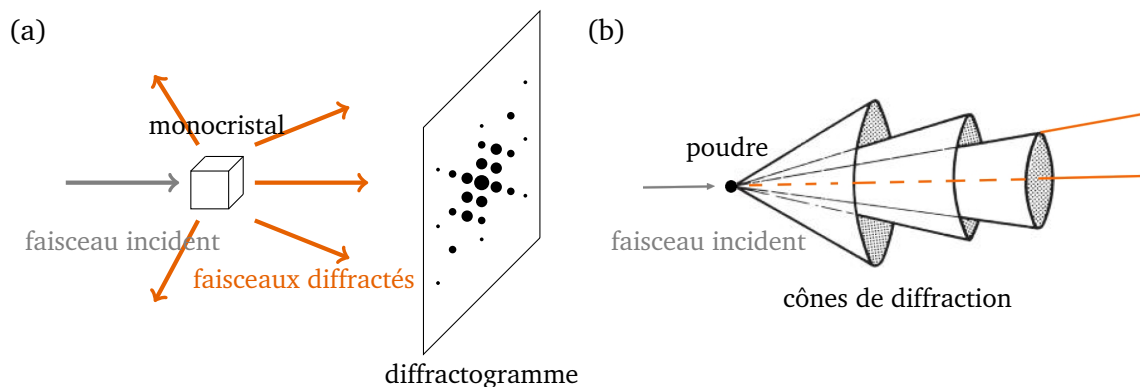 (a)
monocristal
faisceau incident
faisceaux diffractés
diffractogramme
(b)
poudre
faisceau incident
cônes de diffraction